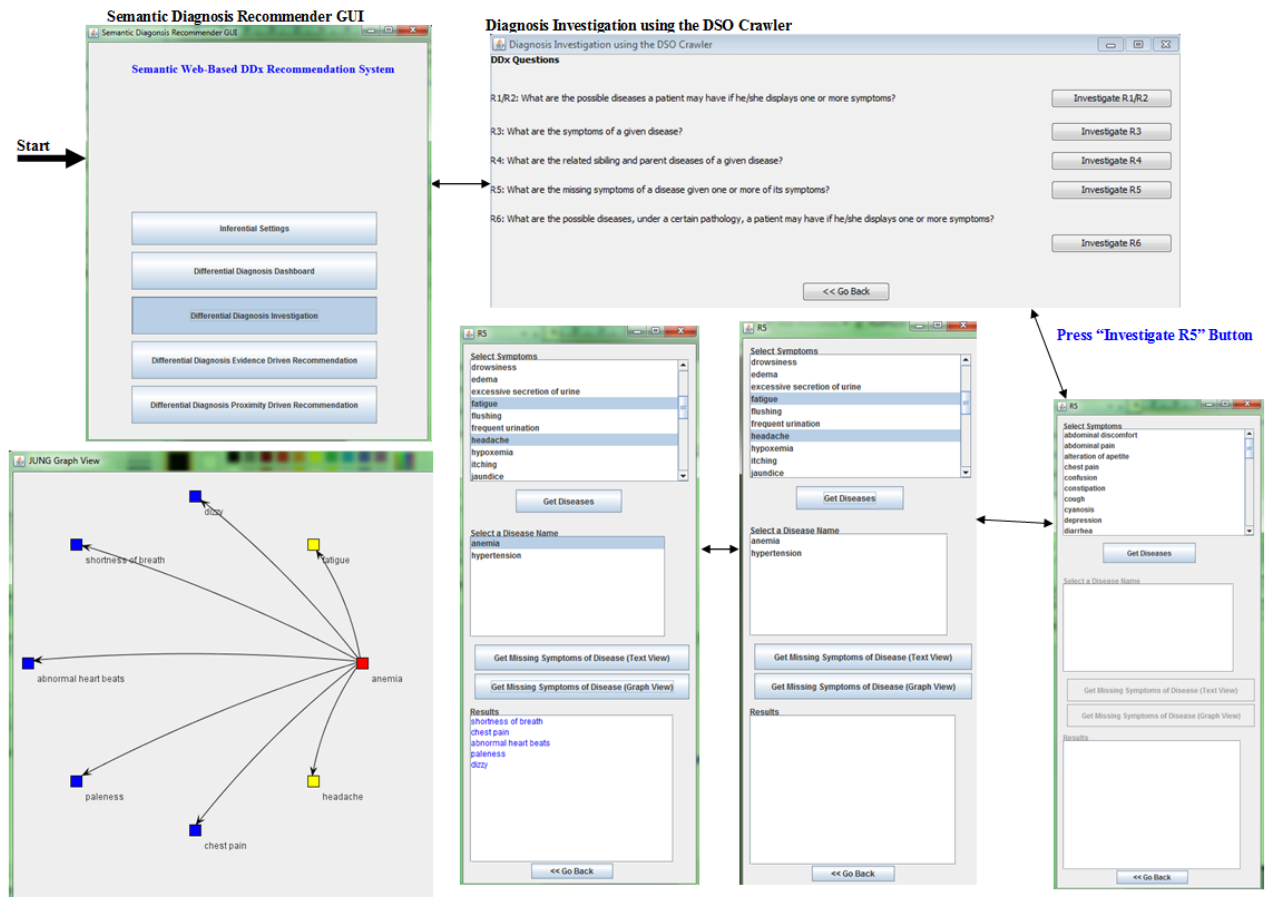 Semantic Diagnosis Recommender GUI
Semantic Diagonsis Recommender GUI
Semantic Web-Based DDx Recommendation System
Start
Inferential Settings
Differential Diagnosis Dashboard
Differential Diagnosis Investigation
Differential Diagnosis Evidence Driven Recommendation
Differential Diagnosis Proximity Driven Recommendation
Diagnosis Investigation using the DSO Crawler
Diagnosis Investigation using the DSO Crawler
DDx Questions
R1/R2: What are the possible diseases a patient may have if he/she displays one or more symptoms?
Investigate R1/R2
R3: What are the symptoms of a given disease?
Investigate R3
R4: What are the related sibling and parent diseases of a given disease?
Investigate R4
R5: What are the missing symptoms of a disease given one or more of its symptoms?
Investigate R5
R6: What are the possible diseases, under a certain pathology, a patient may have if he/she displays one or more symptoms?
Investigate R6
<< Go Back
Press “Investigate R5” Button
JUNG Graph View
dizzy
shortness of breath
fatigue
abnormal heart beats
anemia
paleness
headache
chest pain
R5
Select Symptoms
drowsiness
edema
excessive secretion of urine
fatigue
flushing
frequent urination
headache
hypoxemia
itching
jaundice
Get Diseases
Select a Disease Name
anemia
hypertension
Get Missing Symptoms of Disease (Text View)
Get Missing Symptoms of Disease (Graph View)
Results
shortness of breath
chest pain
abnormal heart beats
paleness
dizzy
<< Go Back
R5
Select Symptoms
drowsiness
edema
excessive secretion of urine
fatigue
flushing
frequent urination
headache
hypoxemia
itching
jaundice
Get Diseases
Select a Disease Name
anemia
hypertension
Get Missing Symptoms of Disease (Text View)
Get Missing Symptoms of Disease (Graph View)
Results
<< Go Back
R5
Select Symptoms
abdominal discomfort
abdominal pain
alteration of apetite
chest pain
confusion
constipation
cough
cyanosis
depression
diarrhea
Get Diseases
Select a Disease Name
Get Missing Symptoms of Disease (Text View)
Get Missing Symptoms of Disease (Graph View)
Results
<< Go Back